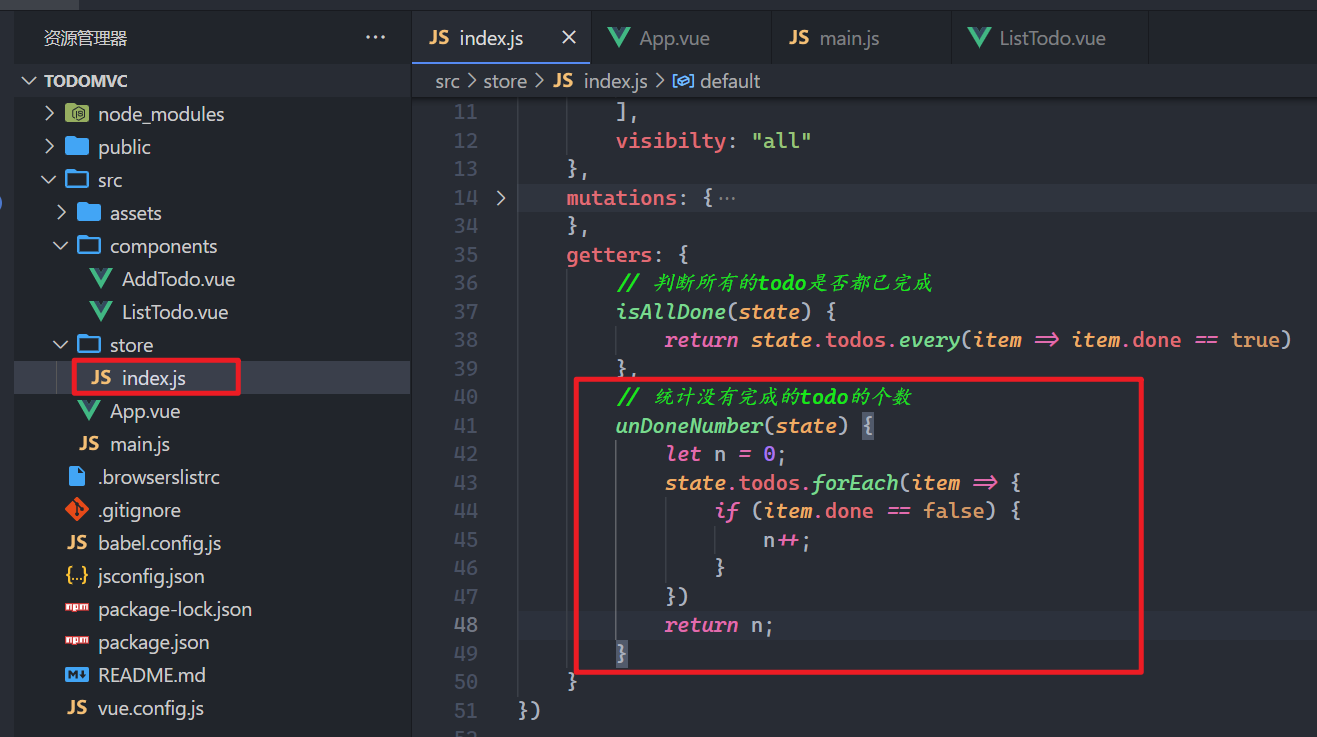 资源管理器 ···
TODOMVC
node_modules
public
src
assets
components
AddTodo.vue
ListTodo.vue
store
JS index.js
App.vue
JS main.js
.browserslistrc
.gitignore
JS babel.config.js
{..} jsconfig.json
npm package-lock.json
npm package.json
M↓ README.md
JS vue.config.js
JS index.js × App.vue JS main.js ListTodo.vue
src > store > JS index.js > default
11 ],
12 visibilty: "all"
13 },
14 > mutations: {···
34 },
35 getters: {
36 // 判断所有的todo是否都已完成
37 isAllDone(state) {
38 return state.todos.every(item => item.done == true)
39 },
40 // 统计没有完成的todo的个数
41 unDoneNumber(state) {
42 let n = 0;
43 state.todos.forEach(item => {
44 if (item.done == false) {
45 n++;
46 }
47 })
48 return n;
49 }
50 }
51 })